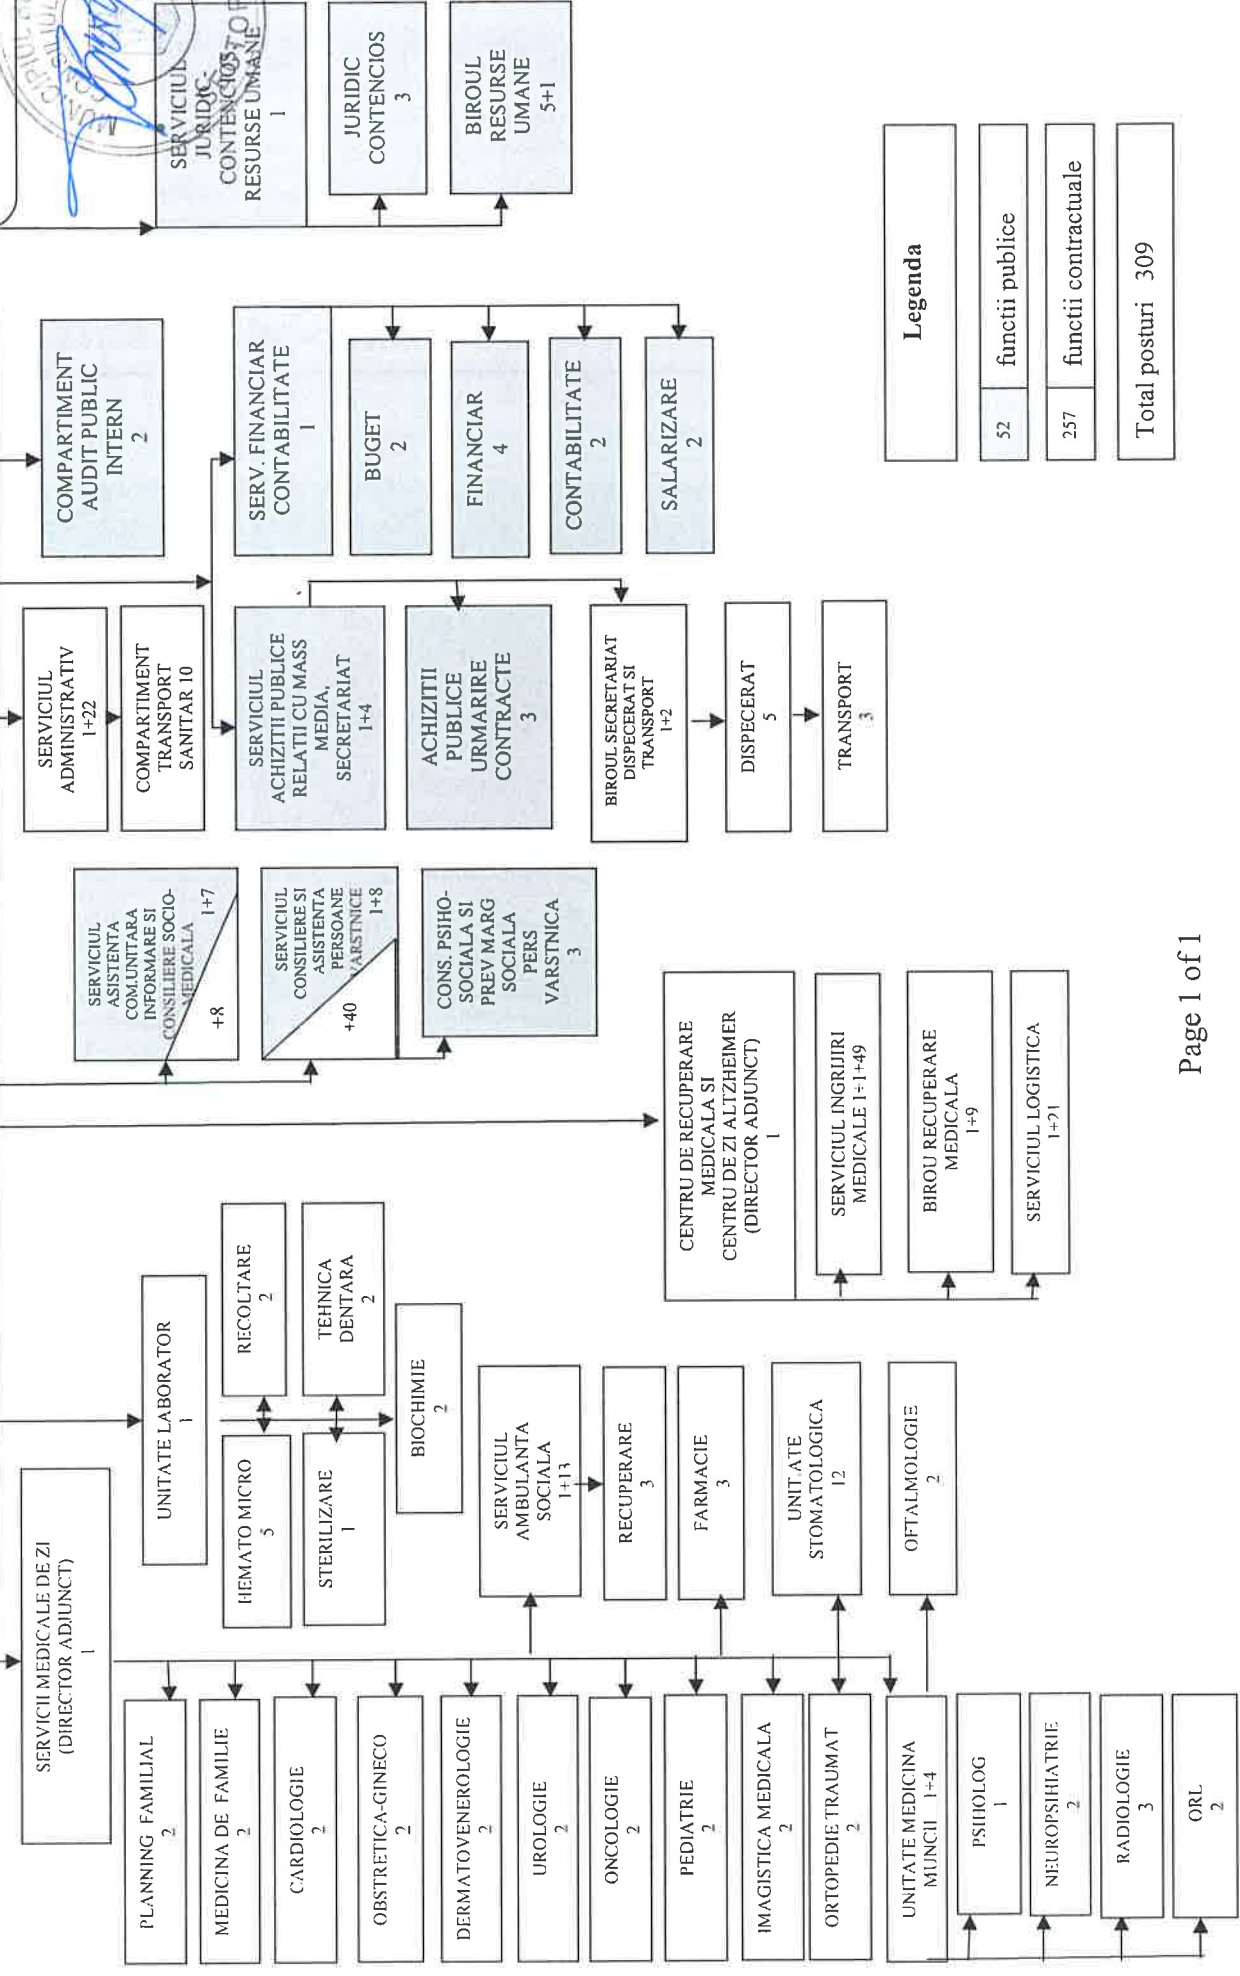 SERVICII MEDICALE DE ZI
(DIRECTOR ADJUNCT)
1
PLANNING FAMILIAL
2
MEDICINA DE FAMILIE
2
CARDIOLOGIE
2
OBSTRETICA-GINECO
2
DERMATOVENEROLOGIE
2
UROLOGIE
2
ONCOLOGIE
2
PEDIATRIE
2
IMAGISTICA MEDICALA
2
ORTOPEDIE TRAUMAT
2
UNITATE MEDICINA
MUNCII 1+4
PSIHOLOG
1
NEUROPSIHIATRIE
2
RADIOLOGIE
3
ORL
2
UNITATE LABORATOR
1
HEMATO MICRO
5
RECOLTARE
2
STERILIZARE
1
TEHNICA
DENTARA
2
BIOCHIMIE
2
SERVICIUL
AMBULANTA
SOCIALA
1+13
RECUPERARE
3
FARMACIE
3
UNITATE
STOMATOLOGICA
12
OFTALMOLOGIE
2
CENTRU DE RECUPERARE
MEDICALA SI
CENTRU DE ZI ALTZHEIMER
(DIRECTOR ADJUNCT)
1
SERVICIUL INGRIJIRI
MEDICALE 1+1+49
BIROU RECUPERARE
MEDICALA
1+9
SERVICIUL LOGISTICA
1+21
SERVICIUL
ASISTENTA
COMUNITARA
INFORMARE SI
CONSILIERE SOCIO-
MEDICALA 1+7
+8
SERVICIUL
CONSILIERE SI
ASISTENTA
PERSOANE
VARSTNICE
1+8
+40
CONS. PSIHO-
SOCIALA SI
PREV MARG
SOCIALA
PERS
VARSTNICA
3
SERVICIUL
ADMINISTRATIV
1+22
COMPARTIMENT
TRANSPORT
SANITAR 10
SERVICIUL
ACHIZITII PUBLICE
RELATII CU MASS
MEDIA,
SECRETARIAT
1+4
ACHIZITII
PUBLICE
URMARIRE
CONTRACTE
3
BIROUL SECRETARIAT
DISPECERAT SI
TRANSPORT
1+2
DISPECERAT
5
TRANSPORT
3
COMPARTIMENT
AUDIT PUBLIC
INTERN
2
SERV. FINANCIAR
CONTABILITATE
1
BUGET
2
FINANCIAR
4
CONTABILITATE
2
SALARIZARE
2
SERVICIUL
JURIDIC-
CONTENCIOS,
RESURSE UMANE
1
JURIDIC
CONTENCIOS
3
BIROUL
RESURSE
UMANE
5+1
Legenda
52 functii publice
257 functii contractuale
Total posturi 309
Page 1 of 1